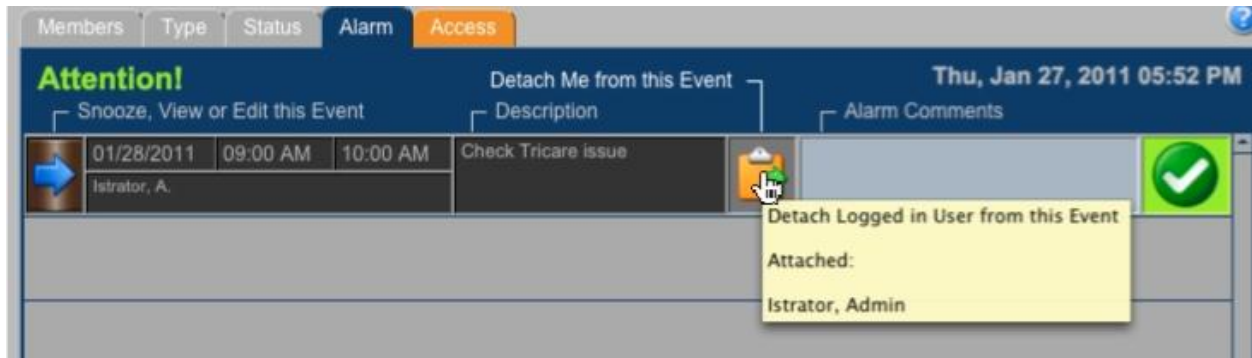 Members Type Status Alarm Access
Attention!
Detach Me from this Event
Thu, Jan 27, 2011 05:52 PM
Snooze, View or Edit this Event
Description
Alarm Comments
01/28/2011 09:00 AM 10:00 AM
Check Tricare issue
Istrator, A.
Detach Logged in User from this Event
Attached:
Istrator, Admin
?